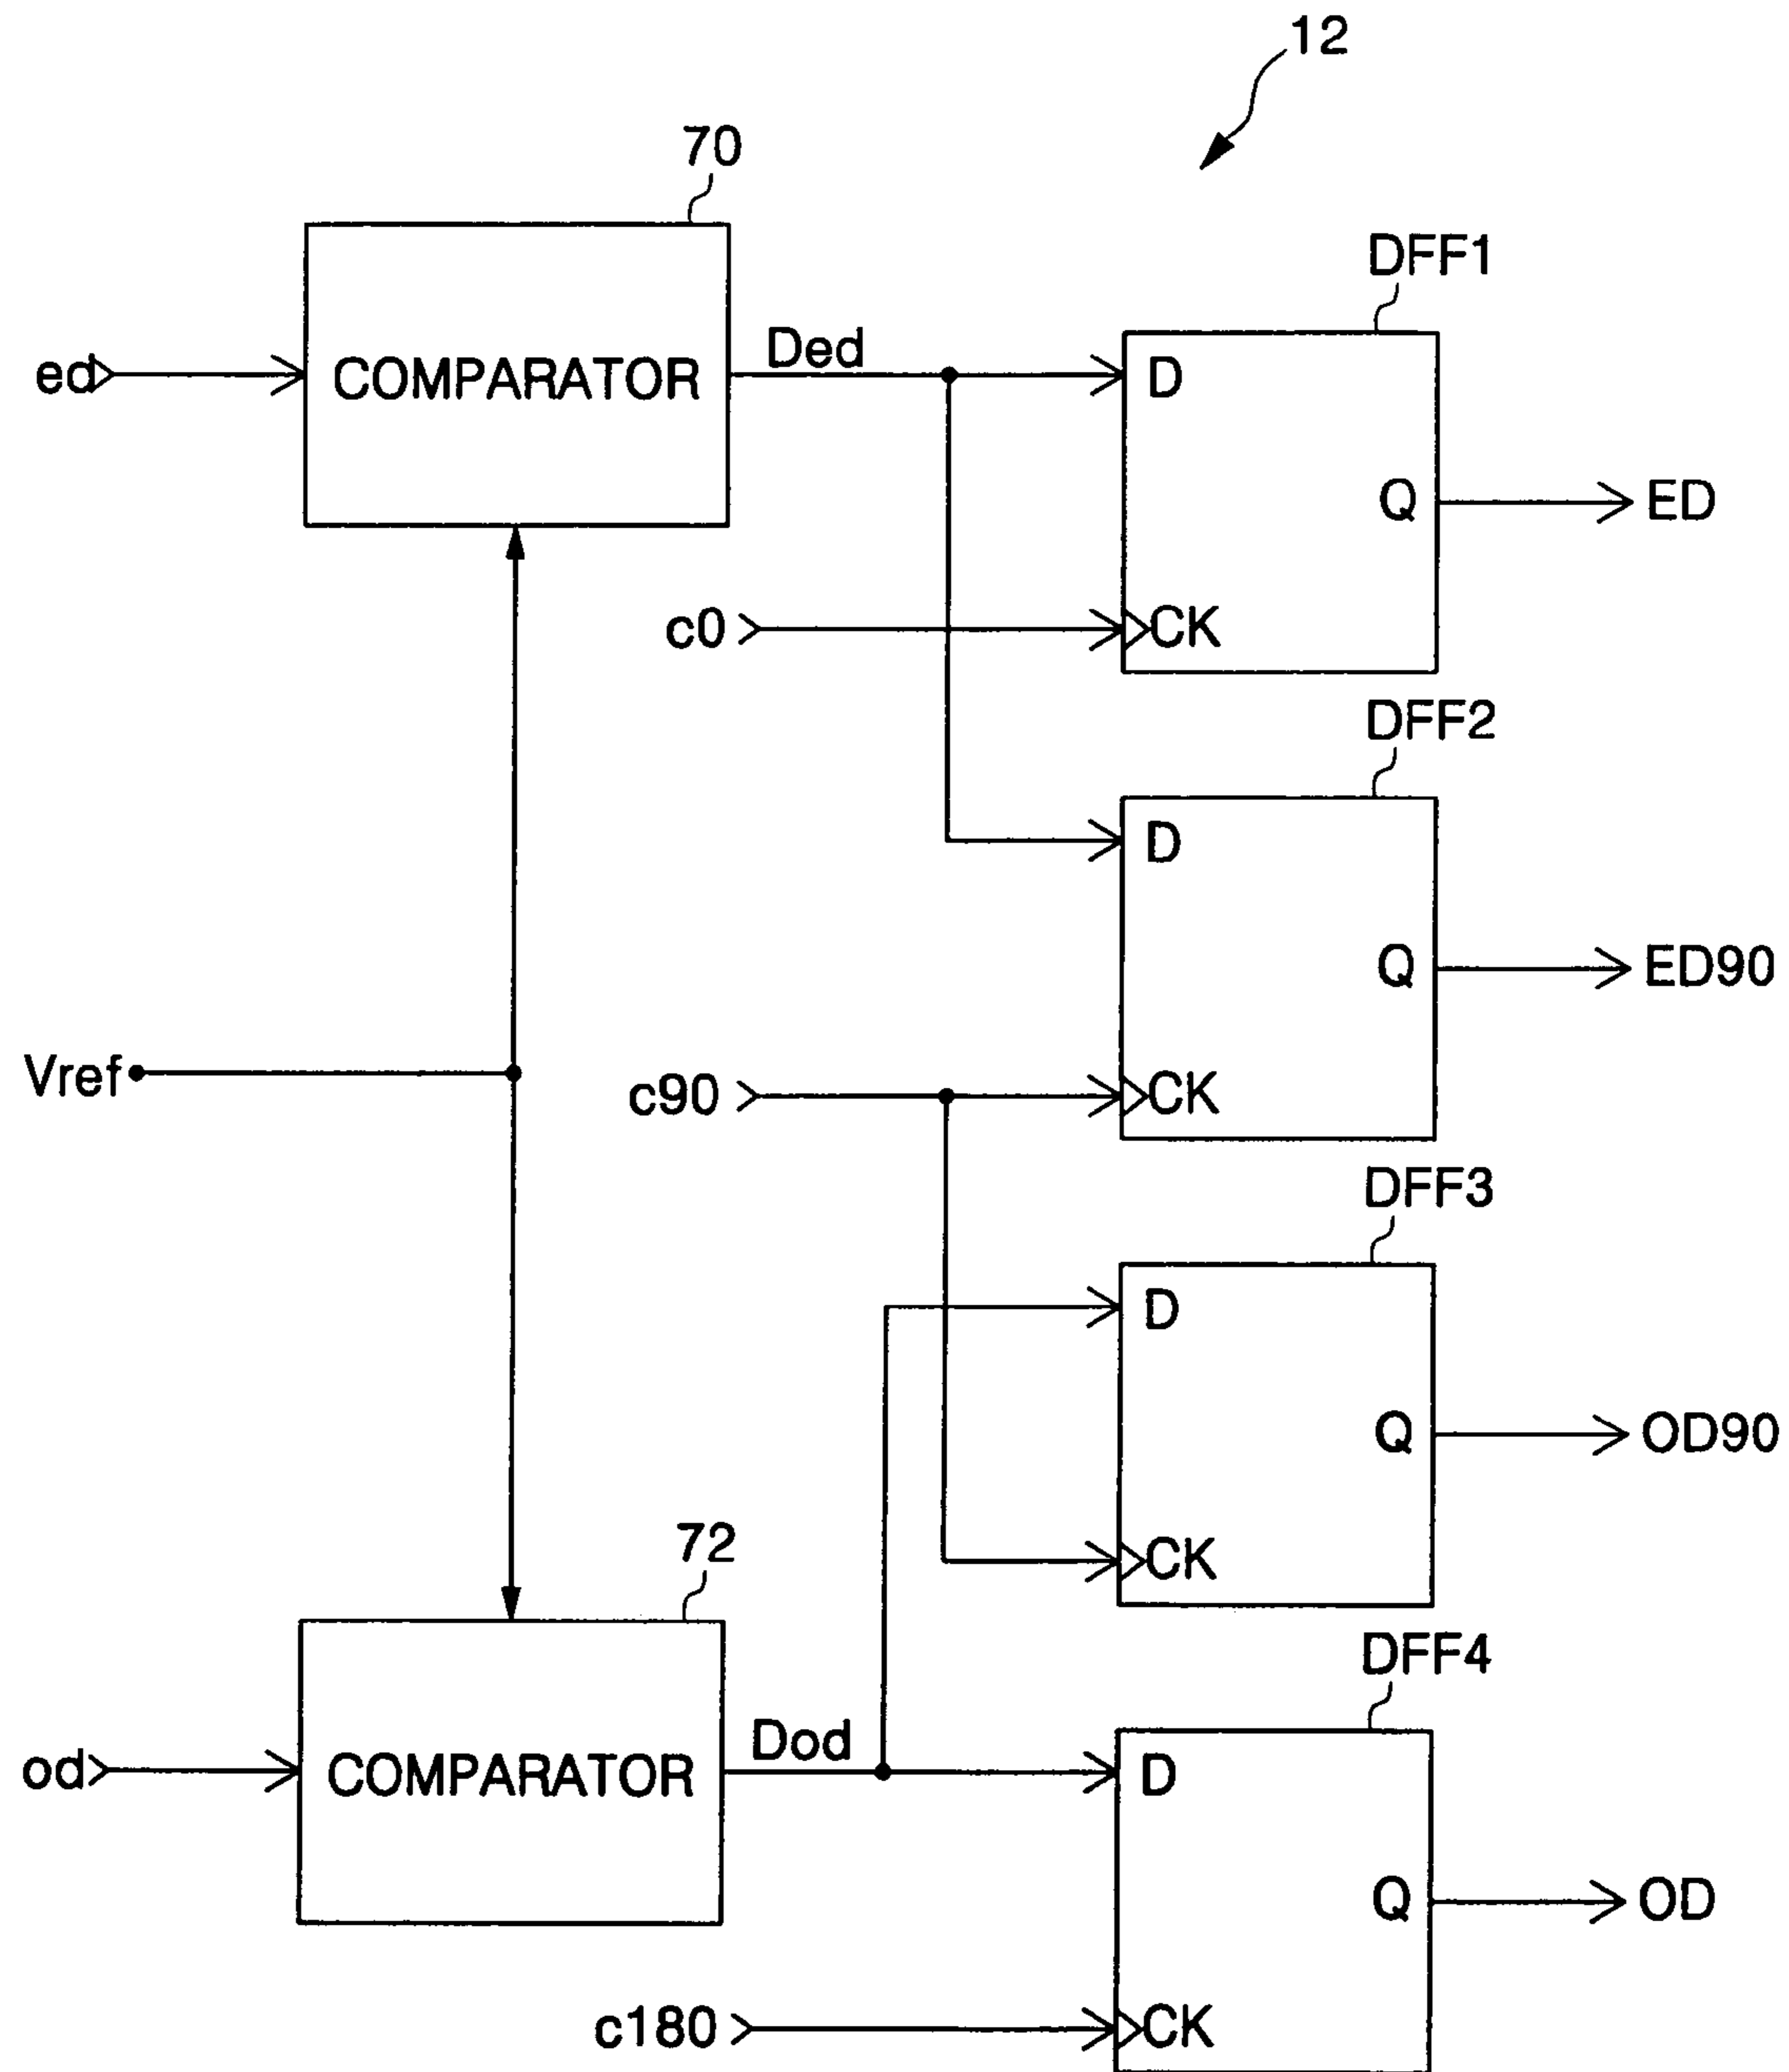 12
70
DFF1
ed
COMPARATOR
Ded
D
Q
ED
c0
CK
DFF2
D
Q
ED90
Vref
c90
CK
DFF3
D
Q
OD90
CK
72
DFF4
od
COMPARATOR
Dod
D
Q
OD
c180
CK